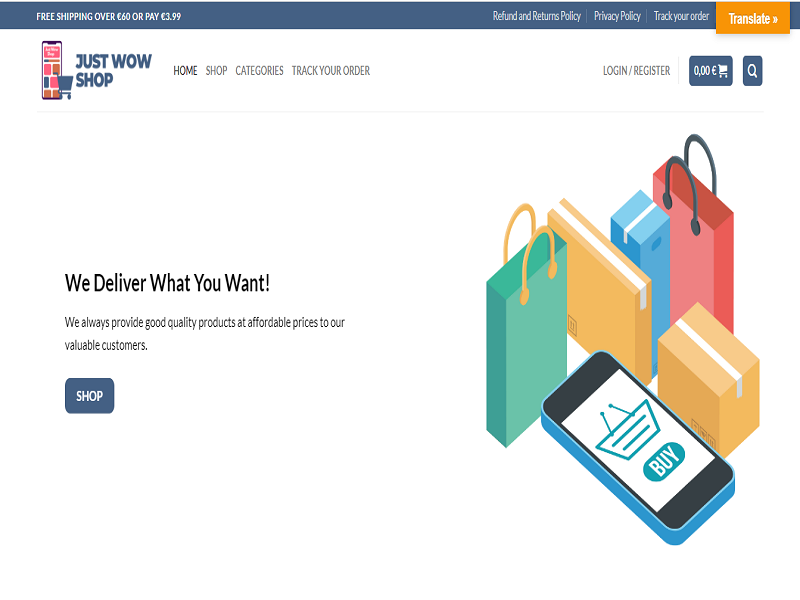 FREE SHIPPING OVER €60 OR PAY €3.99
Refund and Returns Policy
Privacy Policy
Track your order
Translate »
JUST WOW
SHOP
HOME
SHOP
CATEGORIES
TRACK YOUR ORDER
LOGIN / REGISTER
0,00 €
We Deliver What You Want!
We always provide good quality products at affordable prices to our
valuable customers.
SHOP
BUY